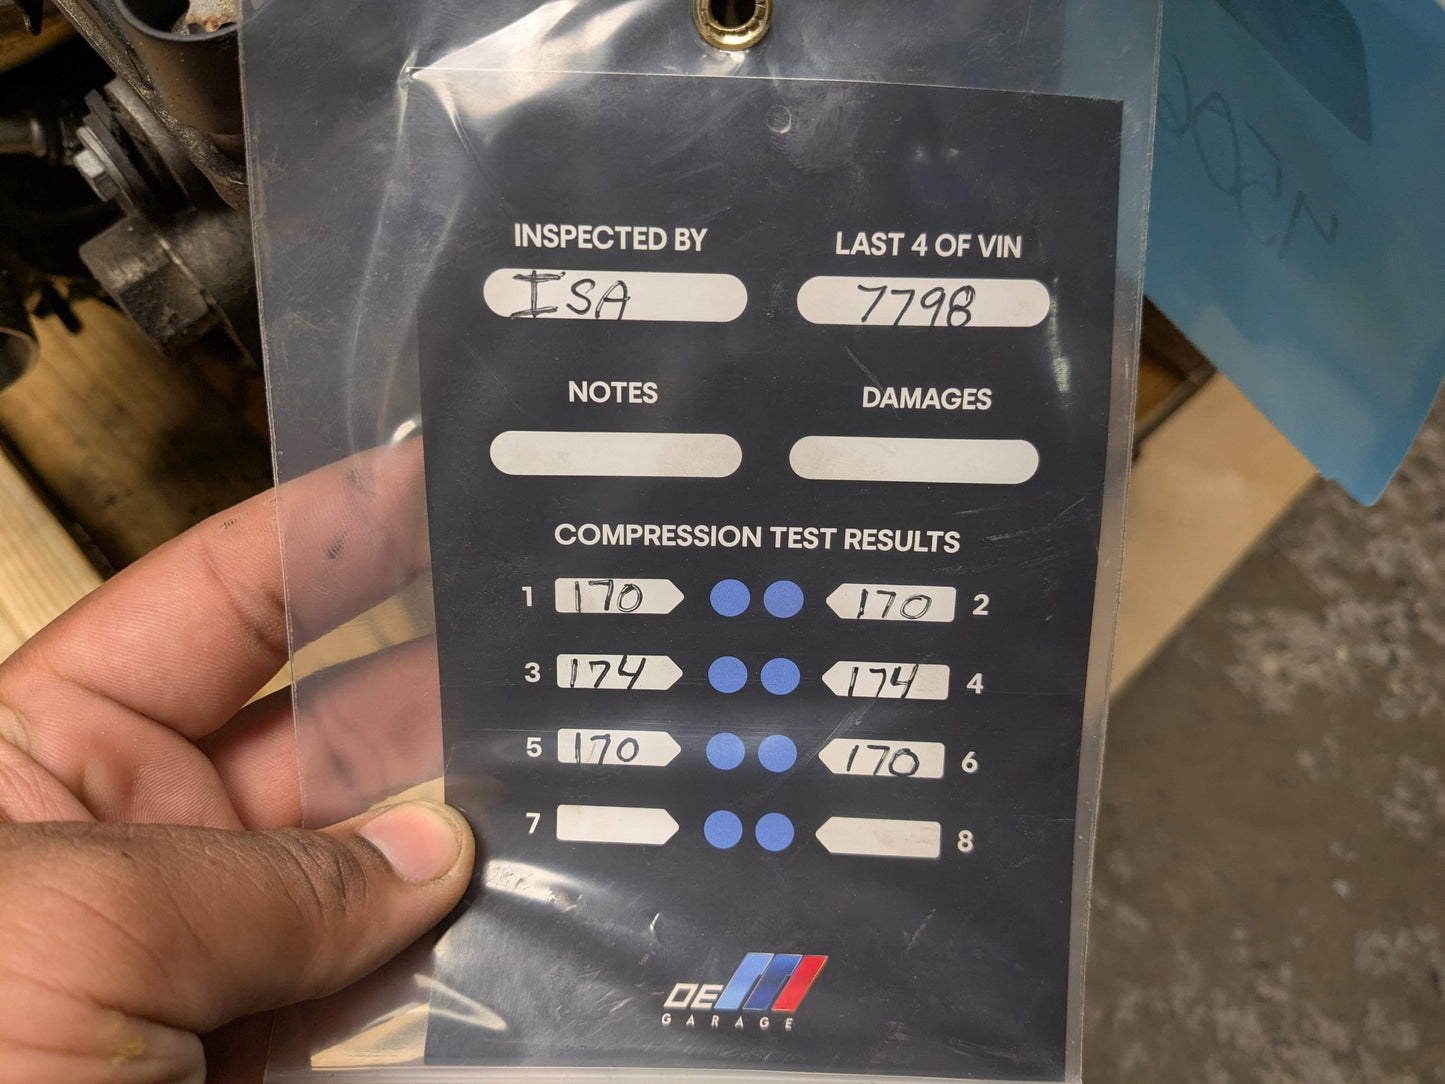 INSPECTED BY
LAST 4 OF VIN
ISA
7798
NOTES
DAMAGES
COMPRESSION TEST RESULTS
1 170 170 2
3 174 174 4
5 170 170 6
7 8
OE
GARAGE